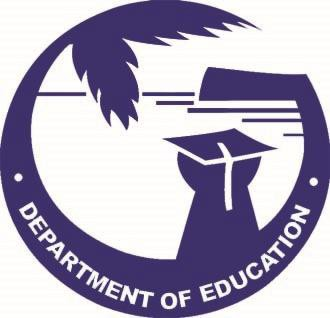 • DEPARTMENT OF EDUCATION •